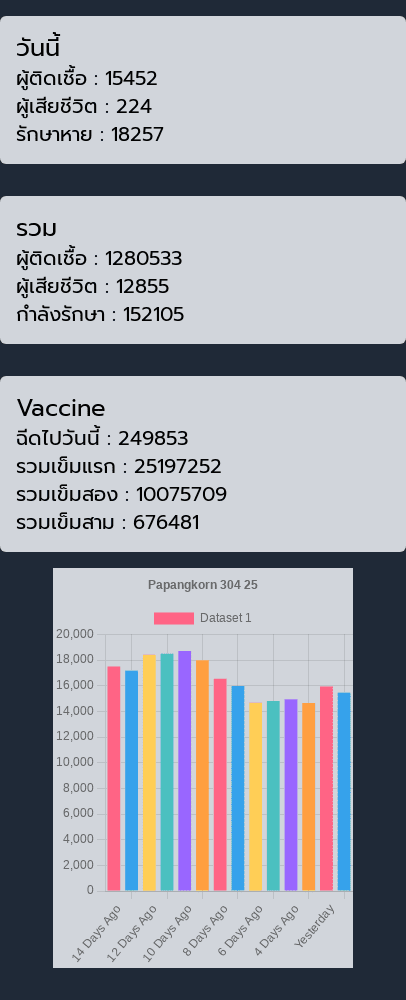 วันนี้
ผู้ติดเชื้อ : 15452
ผู้เสียชีวิต : 224
รักษาหาย : 18257
รวม
ผู้ติดเชื้อ : 1280533
ผู้เสียชีวิต : 12855
กำลังรักษา : 152105
Vaccine
ฉีดไปวันนี้ : 249853
รวมเข็มแรก : 25197252
รวมเข็มสอง : 10075709
รวมเข็มสาม : 676481
Papangkorn 304 25
Dataset 1
20,000
18,000
16,000
14,000
12,000
10,000
8,000
6,000
4,000
2,000
0
14 Days Ago
12 Days Ago
10 Days Ago
8 Days Ago
6 Days Ago
4 Days Ago
Yesterday